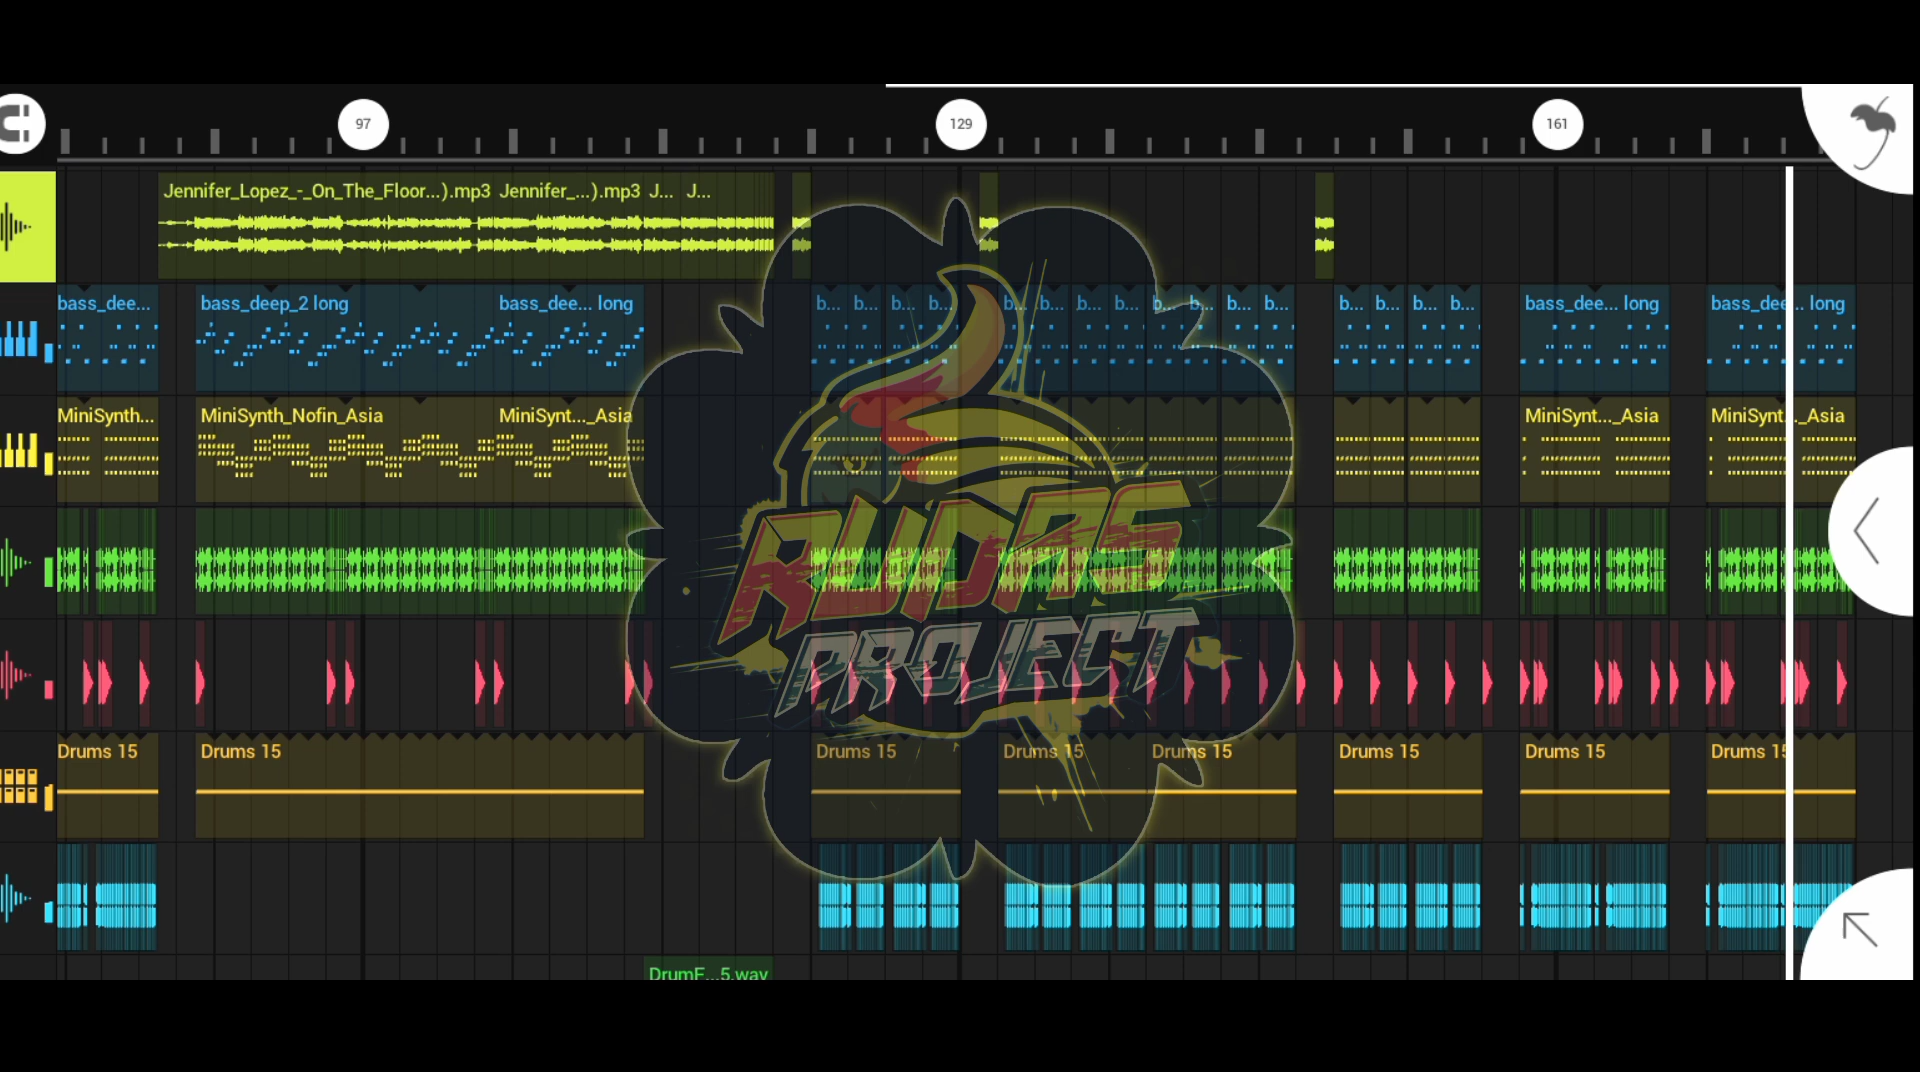 97 129 161
Jennifer_Lopez_-_On_The_Floor...).mp3 Jennifer_...).mp3 J... J...
bass_dee... bass_deep_2 long bass_dee... long b... b... b... b... b... b... b... b... b... b... b... b... b... b... b... b... bass_dee... long bass_dee... long
MiniSynth... MiniSynth_Nofin_Asia MiniSynt..._Asia MiniSynt..._Asia MiniSynt..._Asia
RUDAS
PROJECT
Drums 15 Drums 15 Drums 15 Drums 15 Drums 15 Drums 15 Drums 15 Drums 15
DrumF...5.wav